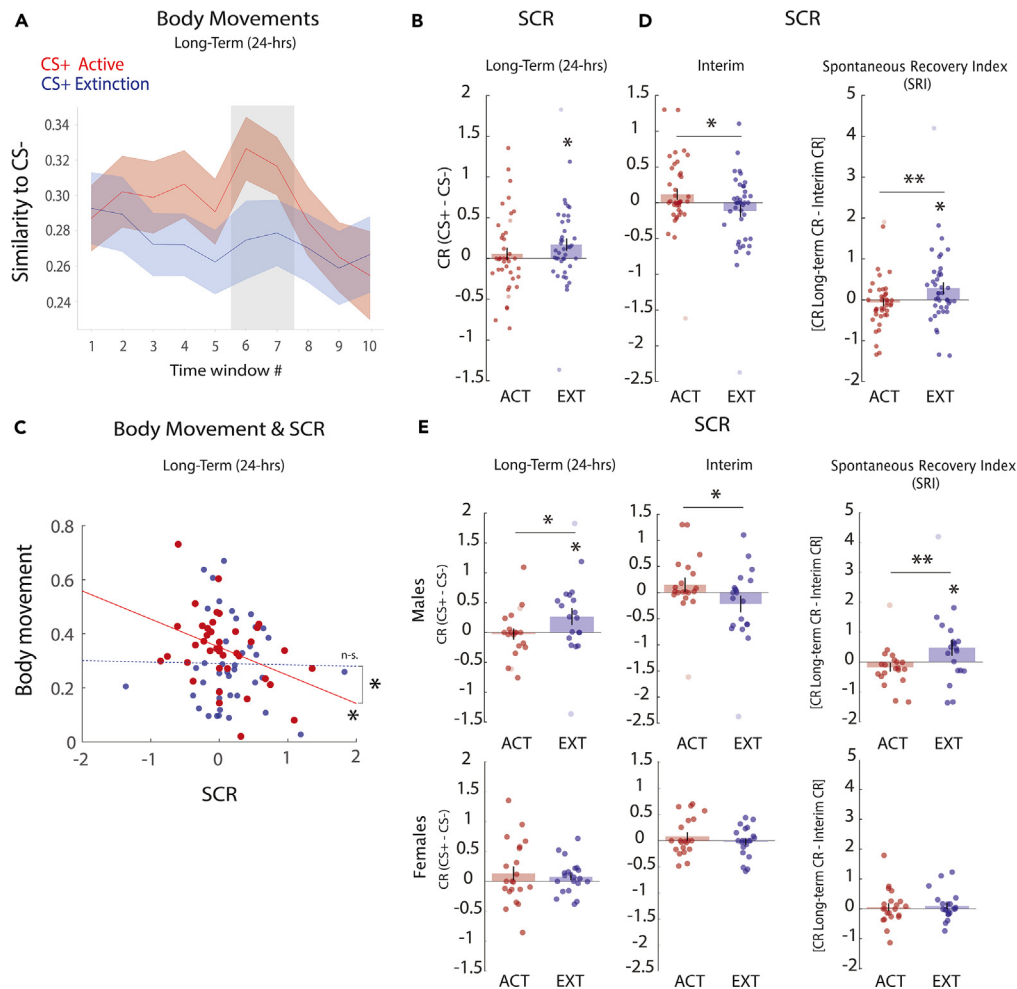 A
Body Movements
Long-Term (24-hrs)
CS+ Active
CS+ Extinction
Similarity to CS-
0.34
0.32
0.30
0.28
0.26
0.24
1 2 3 4 5 6 7 8 9 10
Time window #
B
SCR
Long-Term (24-hrs)
CR (CS+ - CS-)
2
1.5
1
0.5
0
-0.5
-1
-1.5
*
ACT EXT
D
SCR
Interim
1.5
1
0.5
0
-0.5
-1
-1.5
-2
-2.5
*
ACT EXT
Spontaneous Recovery Index
(SRI)
[CR Long-term CR - Interim CR]
5
4
3
2
1
0
-1
-2
**
*
ACT EXT
C
Body Movement & SCR
Long-Term (24-hrs)
Body movement
0.8
0.6
0.4
0.2
0
n-s.
*
*
-2 -1 0 1 2
SCR
E
SCR
Long-Term (24-hrs)
Males
CR (CS+ - CS-)
2
1.5
1
0.5
0
-0.5
-1
-1.5
*
*
ACT EXT
Interim
1.5
1
0.5
0
-0.5
-1
-1.5
-2
-2.5
*
ACT EXT
Spontaneous Recovery Index
(SRI)
[CR Long-term CR - Interim CR]
5
4
3
2
1
0
-1
-2
**
*
ACT EXT
Females
CR (CS+ - CS-)
2
1.5
1
0.5
0
-0.5
-1
-1.5
ACT EXT
1.5
1
0.5
0
-0.5
-1
-1.5
-2
-2.5
ACT EXT
[CR Long-term CR - Interim CR]
5
4
3
2
1
0
-1
-2
ACT EXT